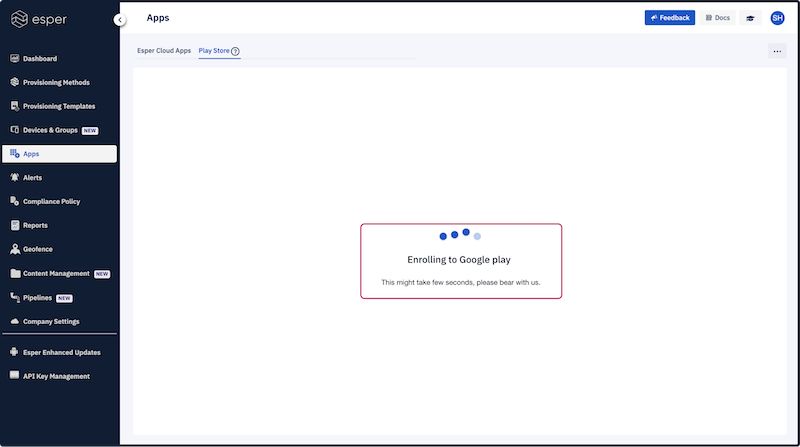 esper
Apps
Feedback
Docs
SH
Dashboard
Provisioning Methods
Provisioning Templates
Devices & Groups NEW
Apps
Alerts
Compliance Policy
Reports
Geofence
Content Management NEW
Pipelines NEW
Company Settings
Esper Enhanced Updates
API Key Management
Esper Cloud Apps
Play Store ?
...
Enrolling to Google play
This might take few seconds, please bear with us.